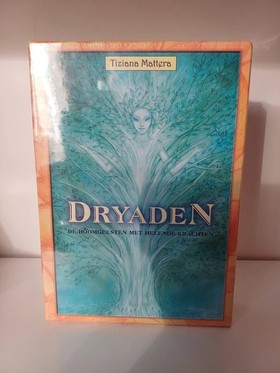 Tiziana Mattera
DRYADEN
DE BOOMGEESTEN MET HELENDE KRACHTEN